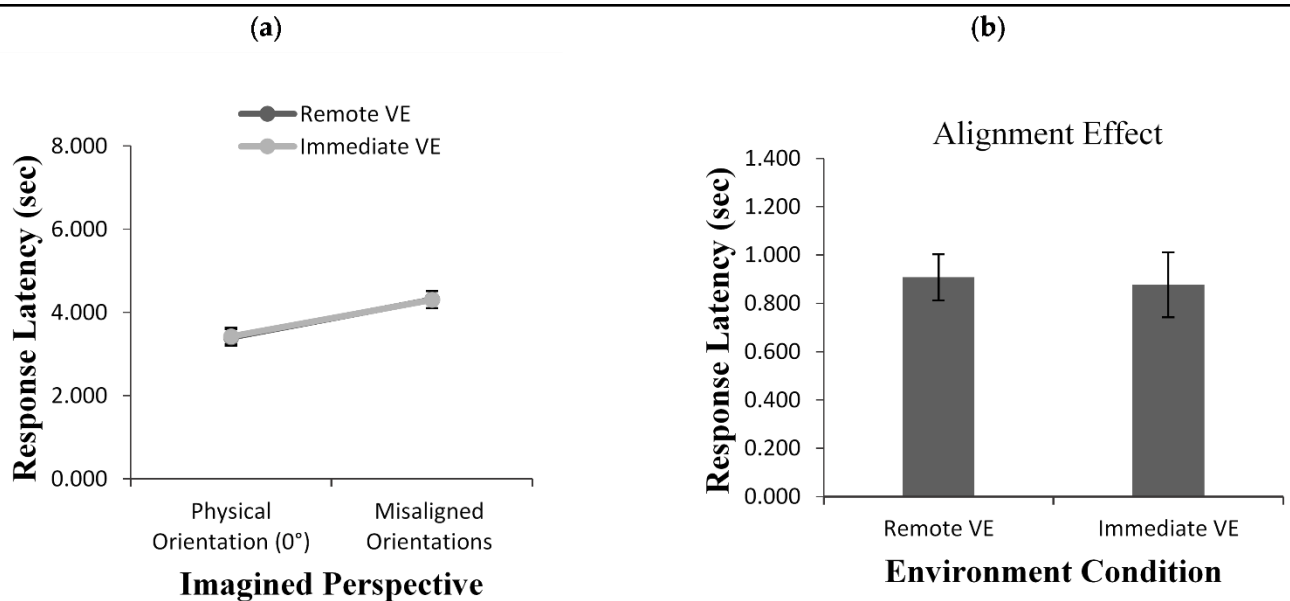 (a)
Remote VE
Immediate VE
8.000
6.000
4.000
2.000
0.000
Response Latency (sec)
Physical
Orientation (0°)
Misaligned
Orientations
Imagined Perspective
(b)
Alignment Effect
1.400
1.200
1.000
0.800
0.600
0.400
0.200
0.000
Response Latency (sec)
Remote VE
Immediate VE
Environment Condition